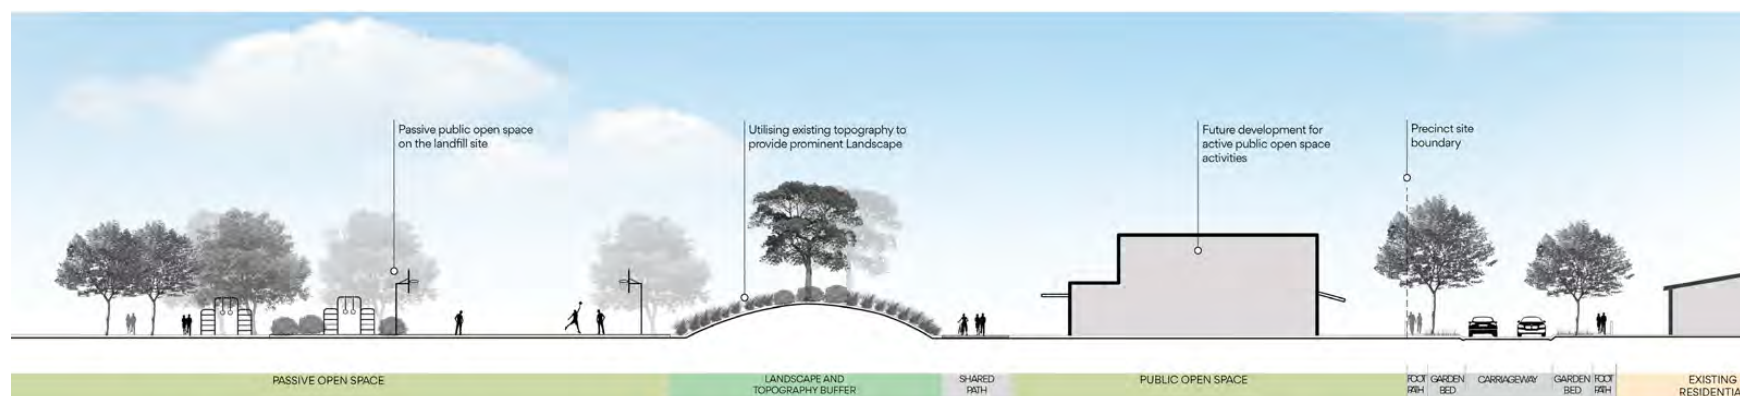 Passive public open space
on the landfill site
Utilising existing topography to
provide prominent Landscape
Future development for
active public open space
activities
Precinct site
boundary
PASSIVE OPEN SPACE
LANDSCAPE AND
TOPOGRAPHY BUFFER
SHARED
PATH
PUBLIC OPEN SPACE
FOOT
PATH
GARDEN
BED
CARRIAGEWAY
GARDEN
BED
FOOT
PATH
EXISTING
RESIDENTIA